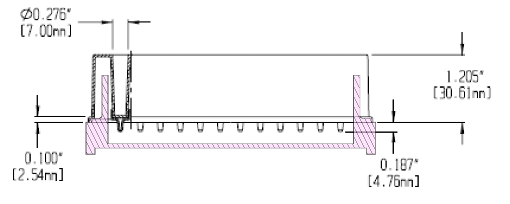 Ø0.276"
[7.00mm]
1.205"
[30.61mm]
0.100"
[2.54mm]
0.187"
[4.76mm]